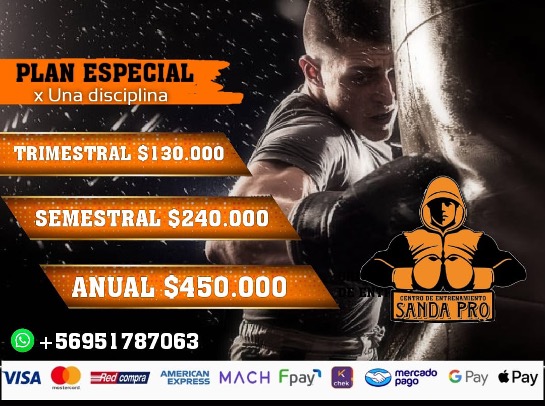 PLAN ESPECIAL
x Una disciplina
TRIMESTRAL $130.000
SEMESTRAL $240.000
ANUAL $450.000
CENTRO DE ENTRENAMIENTO
SANDA PRO
+56951787063
VISA mastercard Redcompra AMERICAN EXPRESS MACH Fpay chek mercado pago G Pay Pay